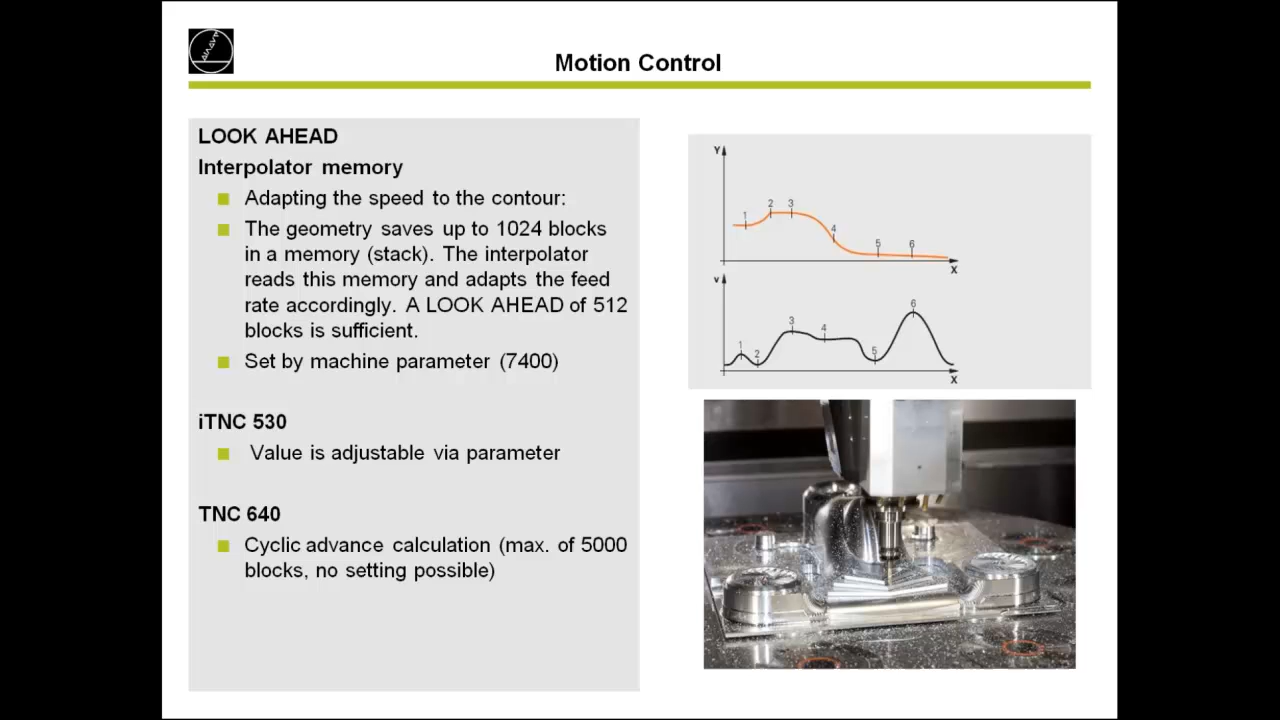 Motion Control
LOOK AHEAD
Interpolator memory
Adapting the speed to the contour:
The geometry saves up to 1024 blocks
in a memory (stack). The interpolator
reads this memory and adapts the feed
rate accordingly. A LOOK AHEAD of 512
blocks is sufficient.
Set by machine parameter (7400)
iTNC 530
Value is adjustable via parameter
TNC 640
Cyclic advance calculation (max. of 5000
blocks, no setting possible)
Y
1
2
3
4
5
6
X
v
1
2
3
4
5
6
X